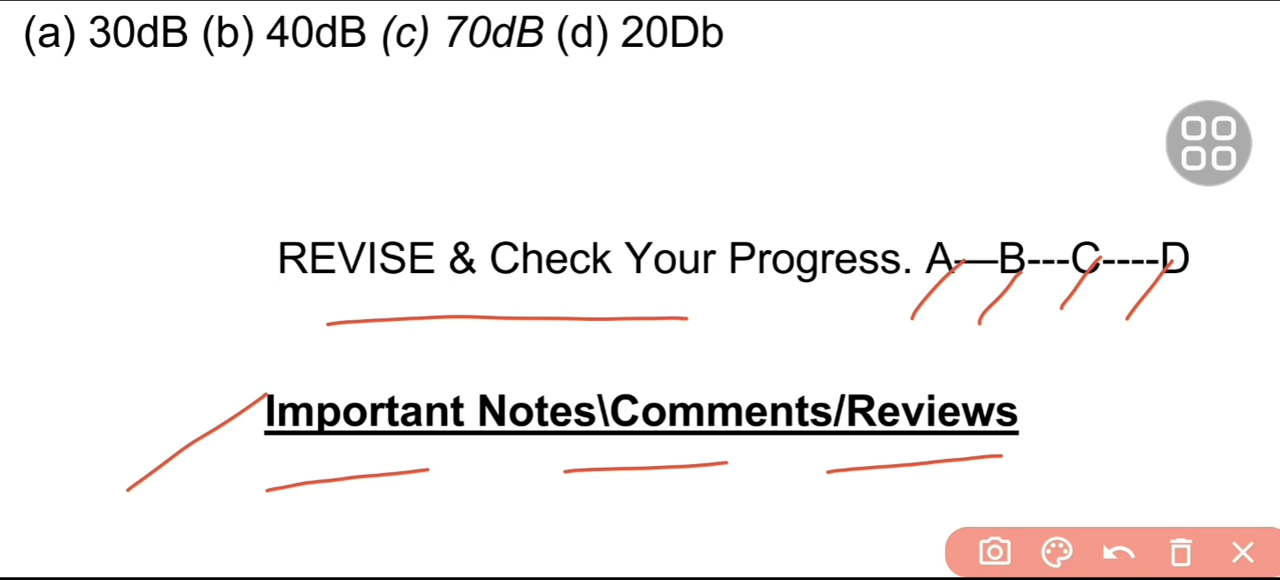 (a) 30dB (b) 40dB (c) 70dB (d) 20Db
REVISE & Check Your Progress. A—B---C----D
Important Notes\Comments/Reviews